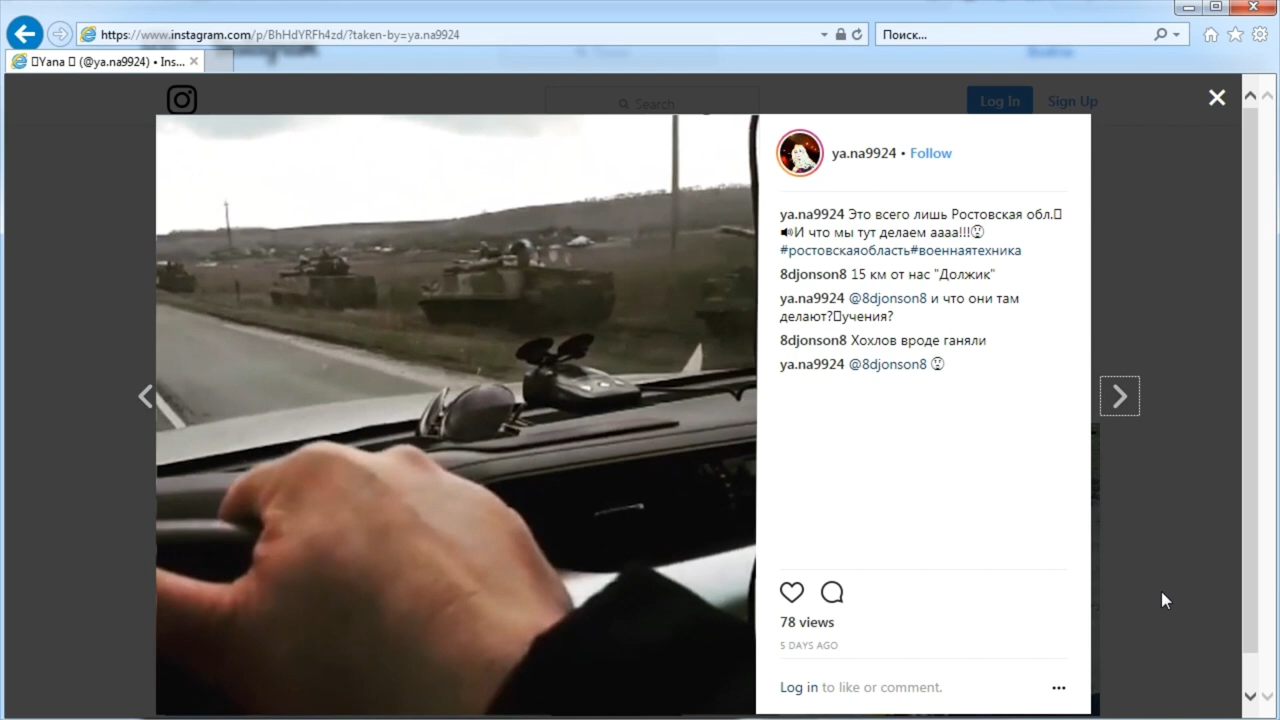 https://www.instagram.com/p/BhHdYRFh4zd/?taken-by=ya.na9924
Поиск...
Yana (@ya.na9924) • Ins...
Search
Log In
Sign Up
ya.na9924 • Follow
ya.na9924 Это всего лишь Ростовская обл.
И что мы тут делаем аааа!!!
#ростовскаяобласть#военнаятехника
8djonson8 15 км от нас "Должик"
ya.na9924 @8djonson8 и что они там
делают?учения?
8djonson8 Хохлов вроде ганяли
ya.na9924 @8djonson8
78 views
5 DAYS AGO
Log in to like or comment.